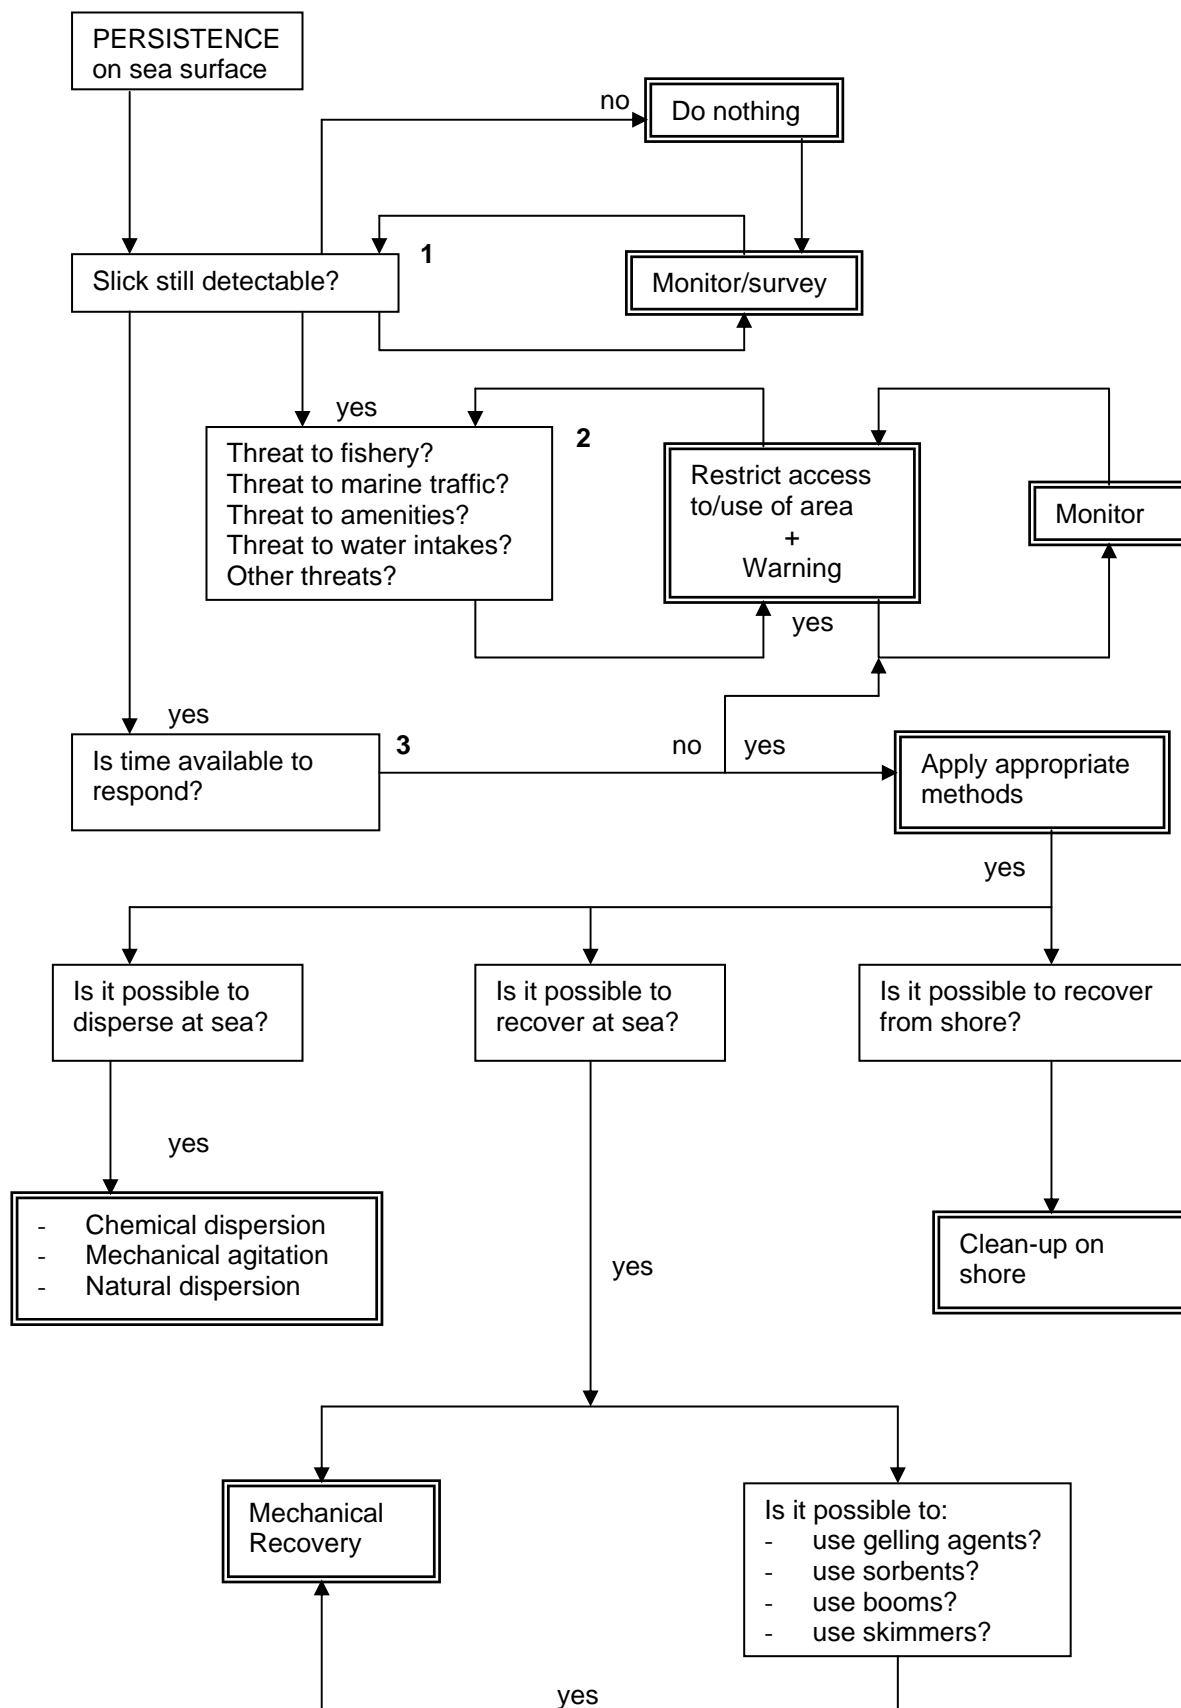 PERSISTENCE
on sea surface
no
Do nothing
1
Slick still detectable?
Monitor/survey
yes
2
Threat to fishery?
Threat to marine traffic?
Threat to amenities?
Threat to water intakes?
Other threats?
Restrict access
to/use of area
+
Warning
Monitor
yes
yes
3
Is time available to
respond?
no
yes
Apply appropriate
methods
yes
Is it possible to
disperse at sea?
Is it possible to
recover at sea?
Is it possible to recover
from shore?
yes
- Chemical dispersion
- Mechanical agitation
- Natural dispersion
yes
Clean-up on
shore
Mechanical
Recovery
Is it possible to:
- use gelling agents?
- use sorbents?
- use booms?
- use skimmers?
yes